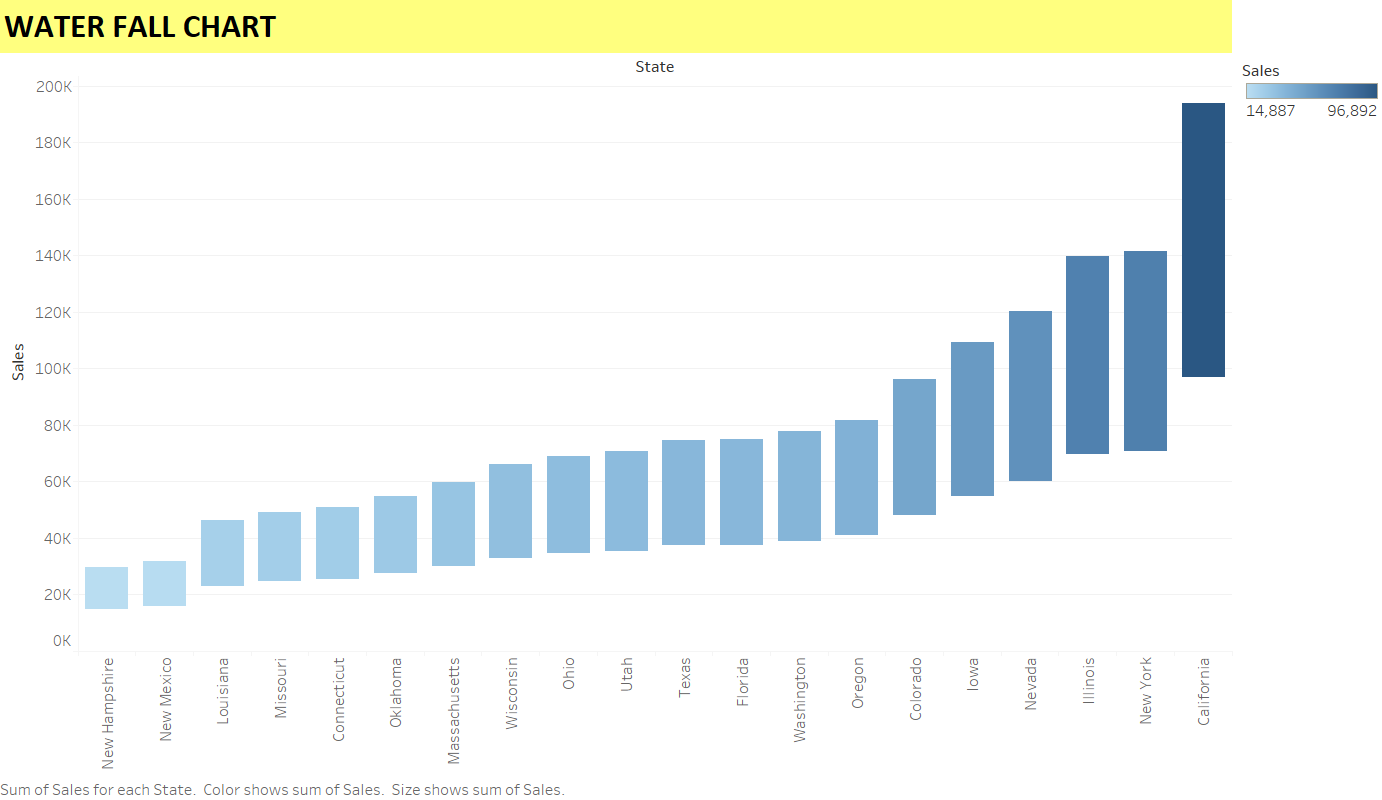 WATER FALL CHART
State
Sales
14,887 96,892
200K
180K
160K
140K
120K
100K
80K
60K
40K
20K
0K
Sales
New Hampshire
New Mexico
Louisiana
Missouri
Connecticut
Oklahoma
Massachusetts
Wisconsin
Ohio
Utah
Texas
Florida
Washington
Oregon
Colorado
Iowa
Nevada
Illinois
New York
California
Sum of Sales for each State. Color shows sum of Sales. Size shows sum of Sales.